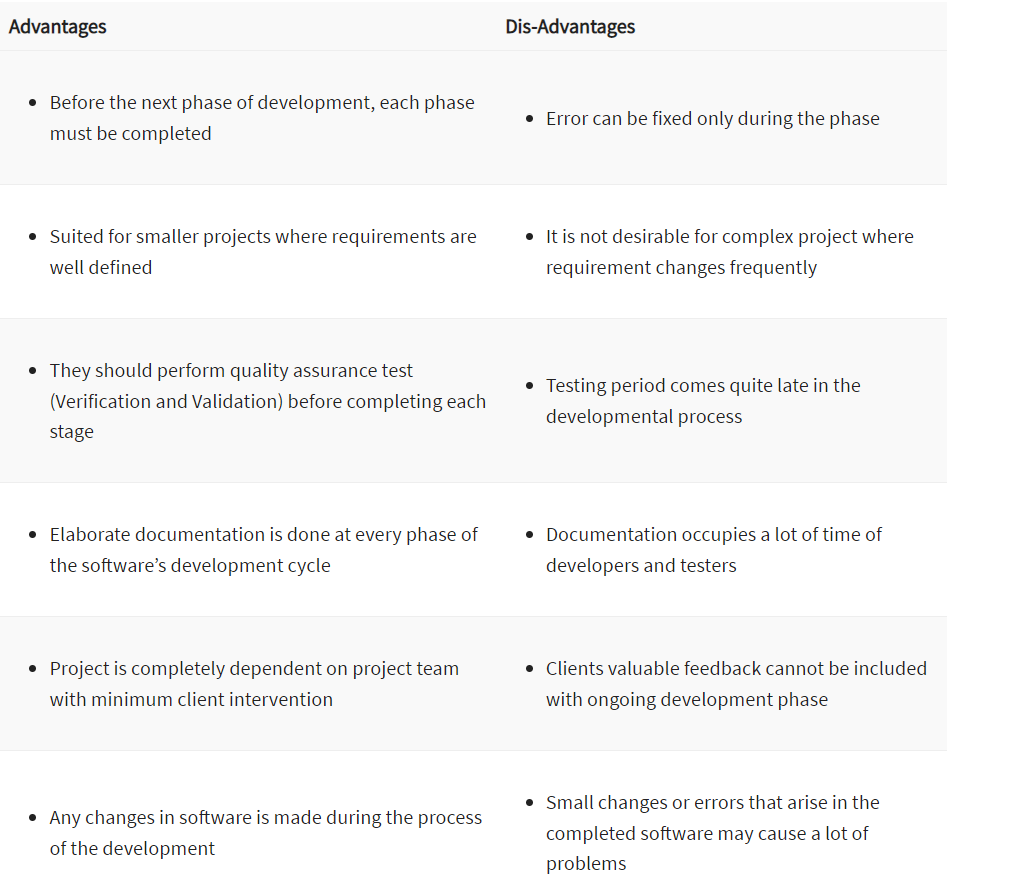 Advantages
Dis-Advantages
• Before the next phase of development, each phase
must be completed
• Error can be fixed only during the phase
• Suited for smaller projects where requirements are
well defined
• It is not desirable for complex project where
requirement changes frequently
• They should perform quality assurance test
(Verification and Validation) before completing each
stage
• Testing period comes quite late in the
developmental process
• Elaborate documentation is done at every phase of
the software’s development cycle
• Documentation occupies a lot of time of
developers and testers
• Project is completely dependent on project team
with minimum client intervention
• Clients valuable feedback cannot be included
with ongoing development phase
• Any changes in software is made during the process
of the development
• Small changes or errors that arise in the
completed software may cause a lot of
problems